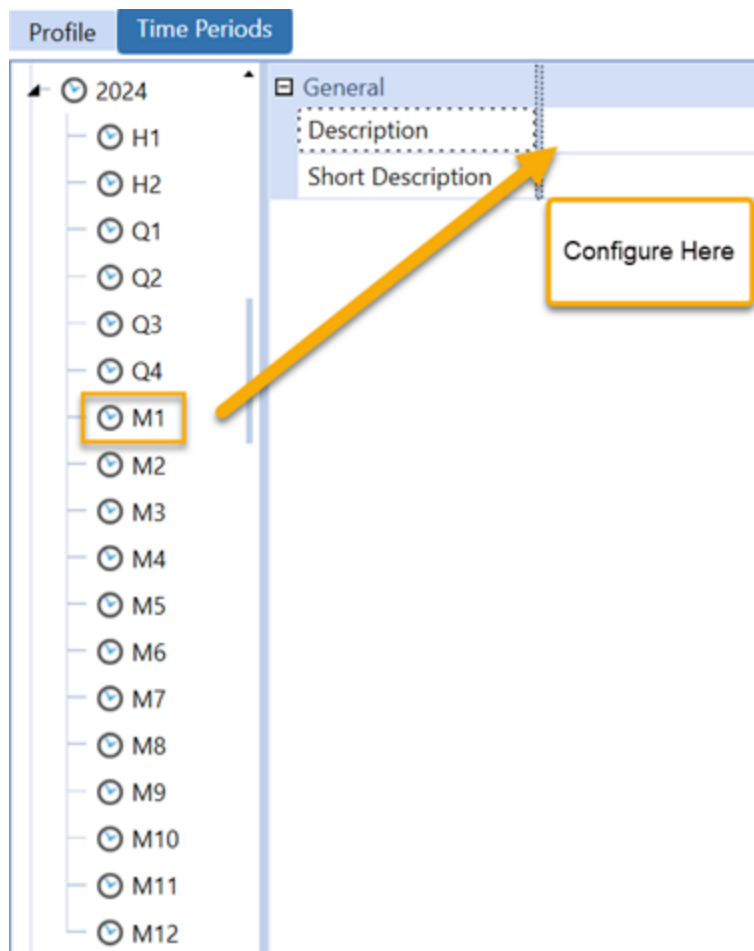 Profile
Time Periods
2024
H1
H2
Q1
Q2
Q3
Q4
M1
M2
M3
M4
M5
M6
M7
M8
M9
M10
M11
M12
General
Description
Short Description
Configure Here